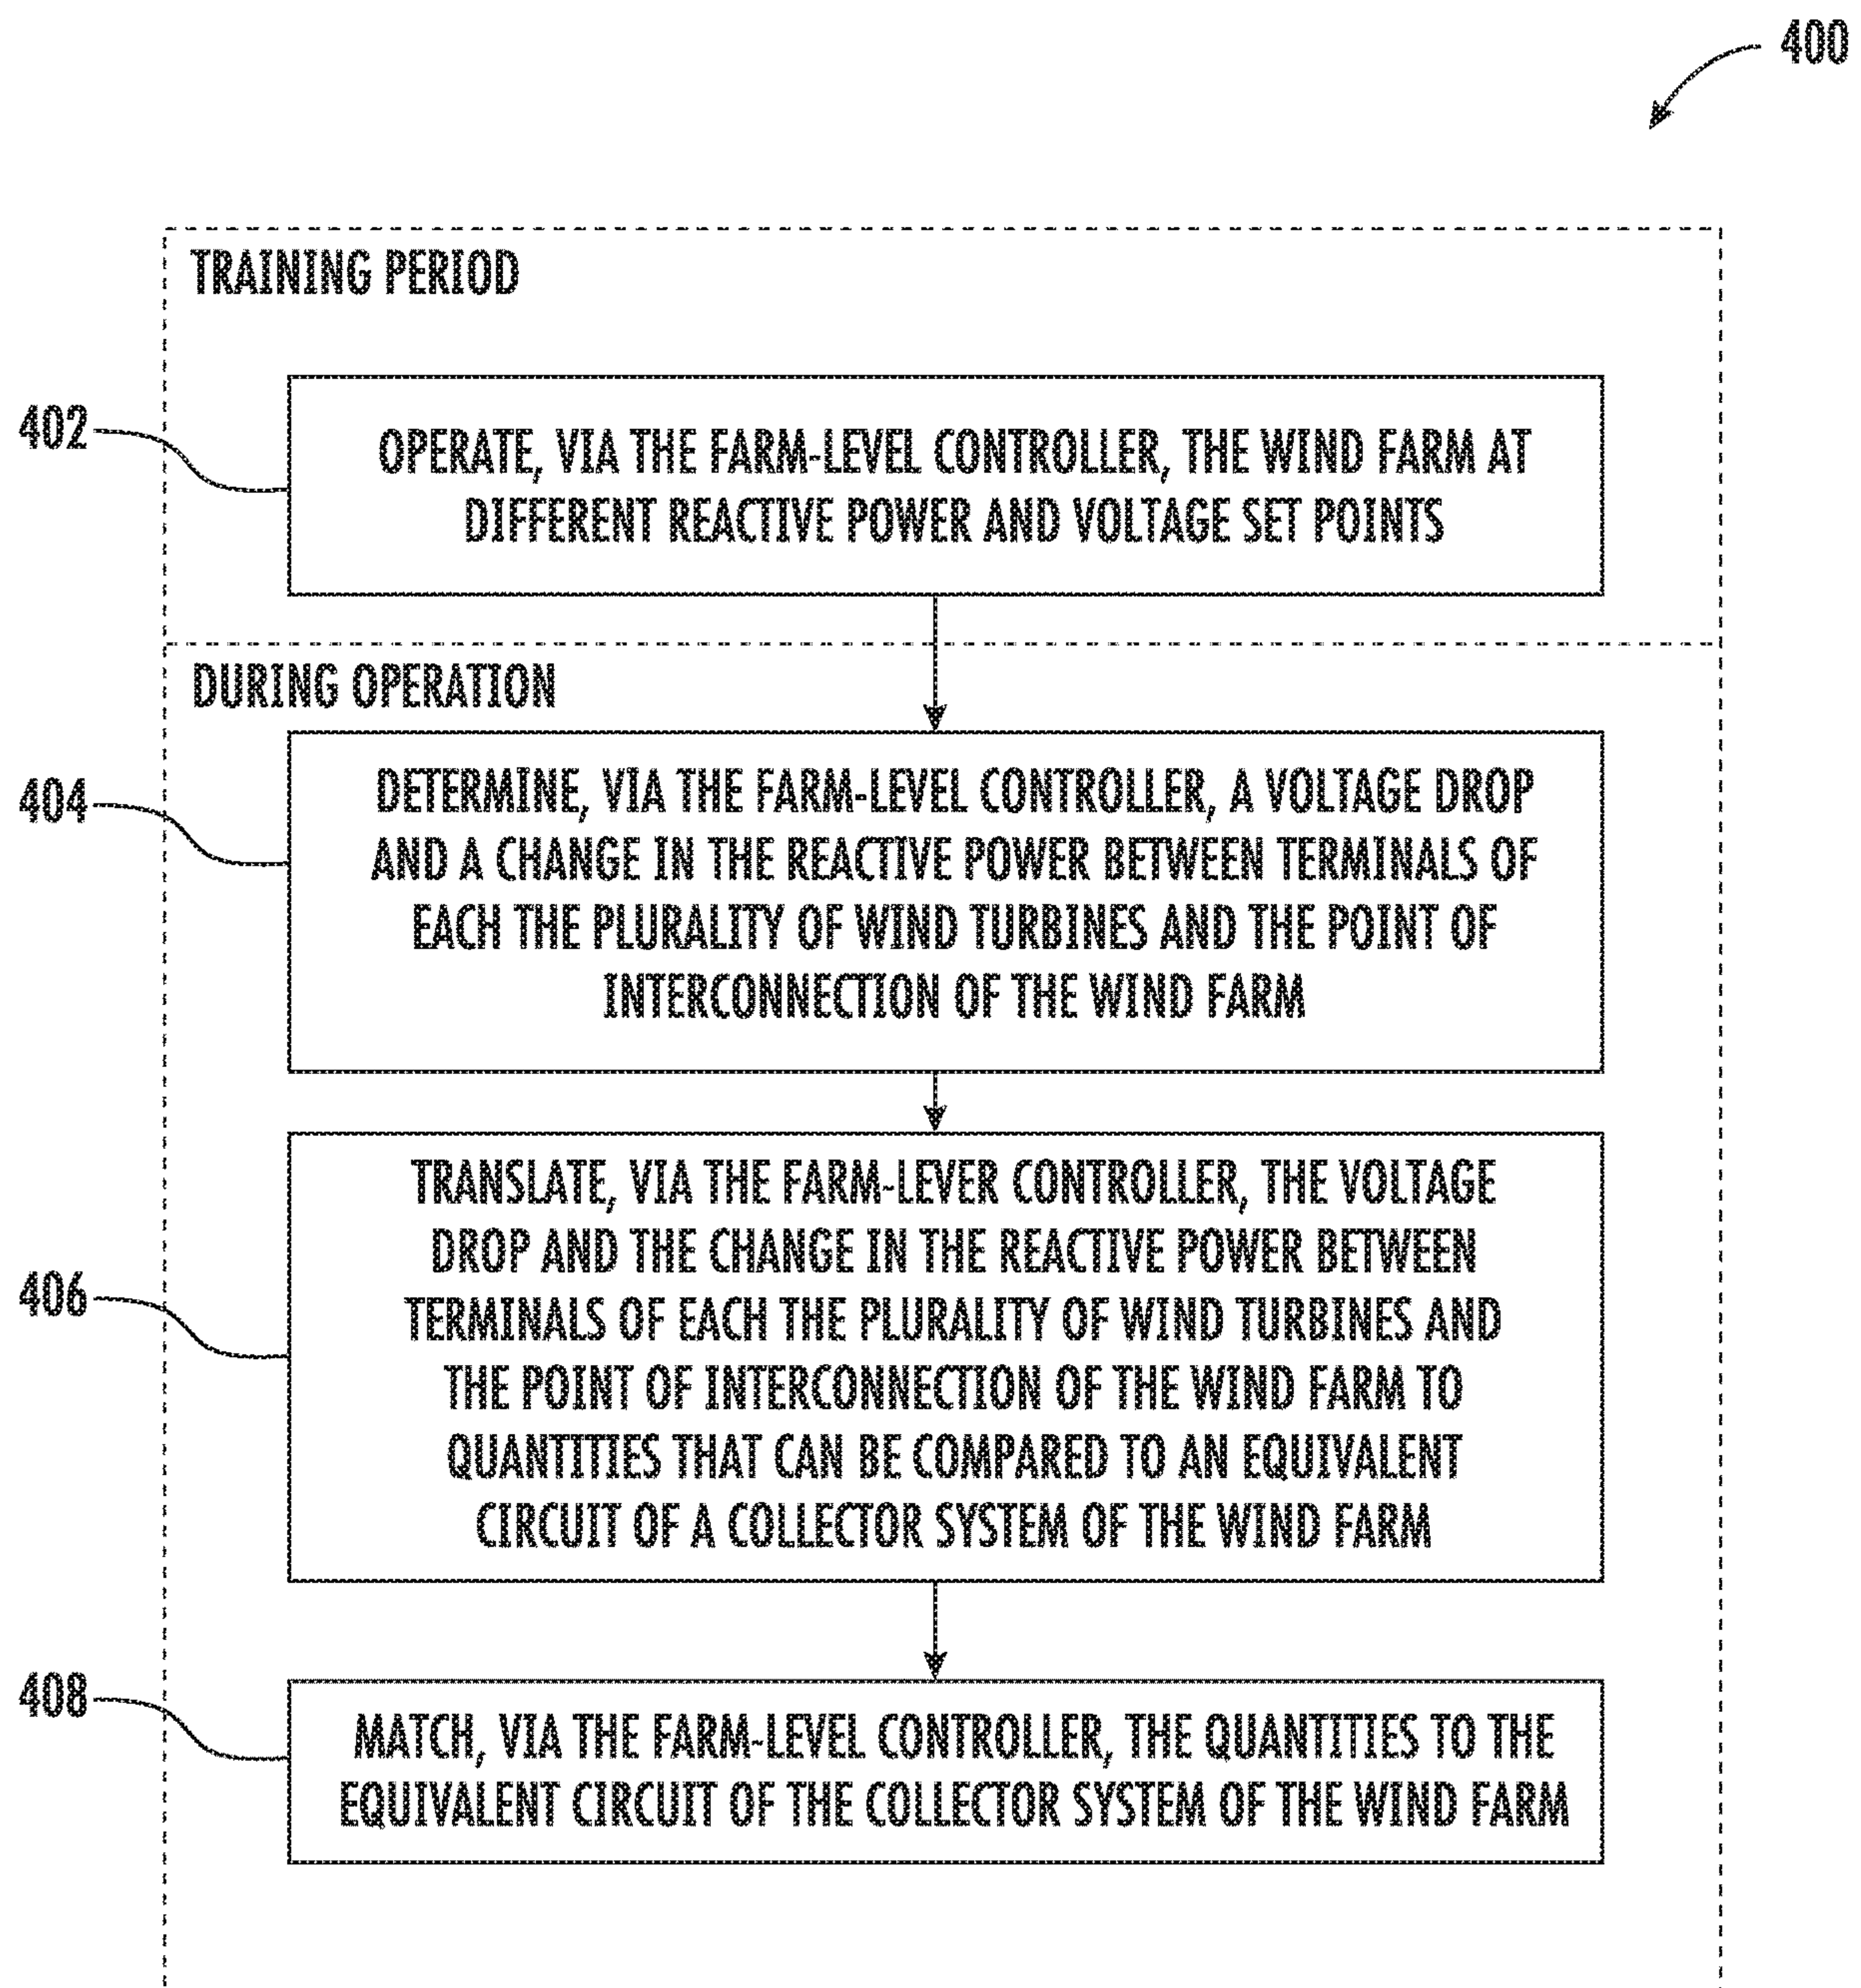 400
TRAINING PERIOD
402
OPERATE, VIA THE FARM-LEVEL CONTROLLER, THE WIND FARM AT
DIFFERENT REACTIVE POWER AND VOLTAGE SET POINTS
DURING OPERATION
404
DETERMINE, VIA THE FARM-LEVEL CONTROLLER, A VOLTAGE DROP
AND A CHANGE IN THE REACTIVE POWER BETWEEN TERMINALS OF
EACH THE PLURALITY OF WIND TURBINES AND THE POINT OF
INTERCONNECTION OF THE WIND FARM
406
TRANSLATE, VIA THE FARM-LEVER CONTROLLER, THE VOLTAGE
DROP AND THE CHANGE IN THE REACTIVE POWER BETWEEN
TERMINALS OF EACH THE PLURALITY OF WIND TURBINES AND
THE POINT OF INTERCONNECTION OF THE WIND FARM TO
QUANTITIES THAT CAN BE COMPARED TO AN EQUIVALENT
CIRCUIT OF A COLLECTOR SYSTEM OF THE WIND FARM
408
MATCH, VIA THE FARM-LEVEL CONTROLLER, THE QUANTITIES TO THE
EQUIVALENT CIRCUIT OF THE COLLECTOR SYSTEM OF THE WIND FARM